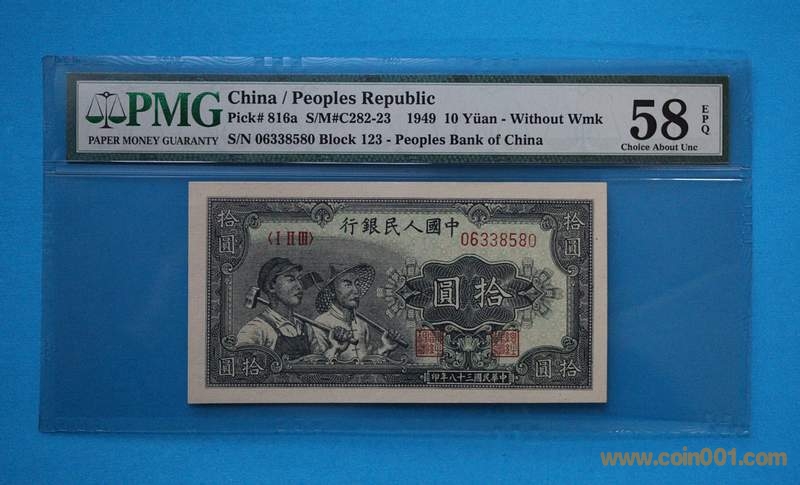 PMG
PAPER MONEY GUARANTY
China / Peoples Republic
Pick# 816a S/M#C282-23 1949 10 Yüan - Without Wmk
S/N 06338580 Block 123 - Peoples Bank of China
58 EPQ
Choice About Unc
拾圓
拾圓
行銀民人國中
〈I II III〉
06338580
圓拾
拾圓
拾圓
印年八十三國民華中
www.coin001.com